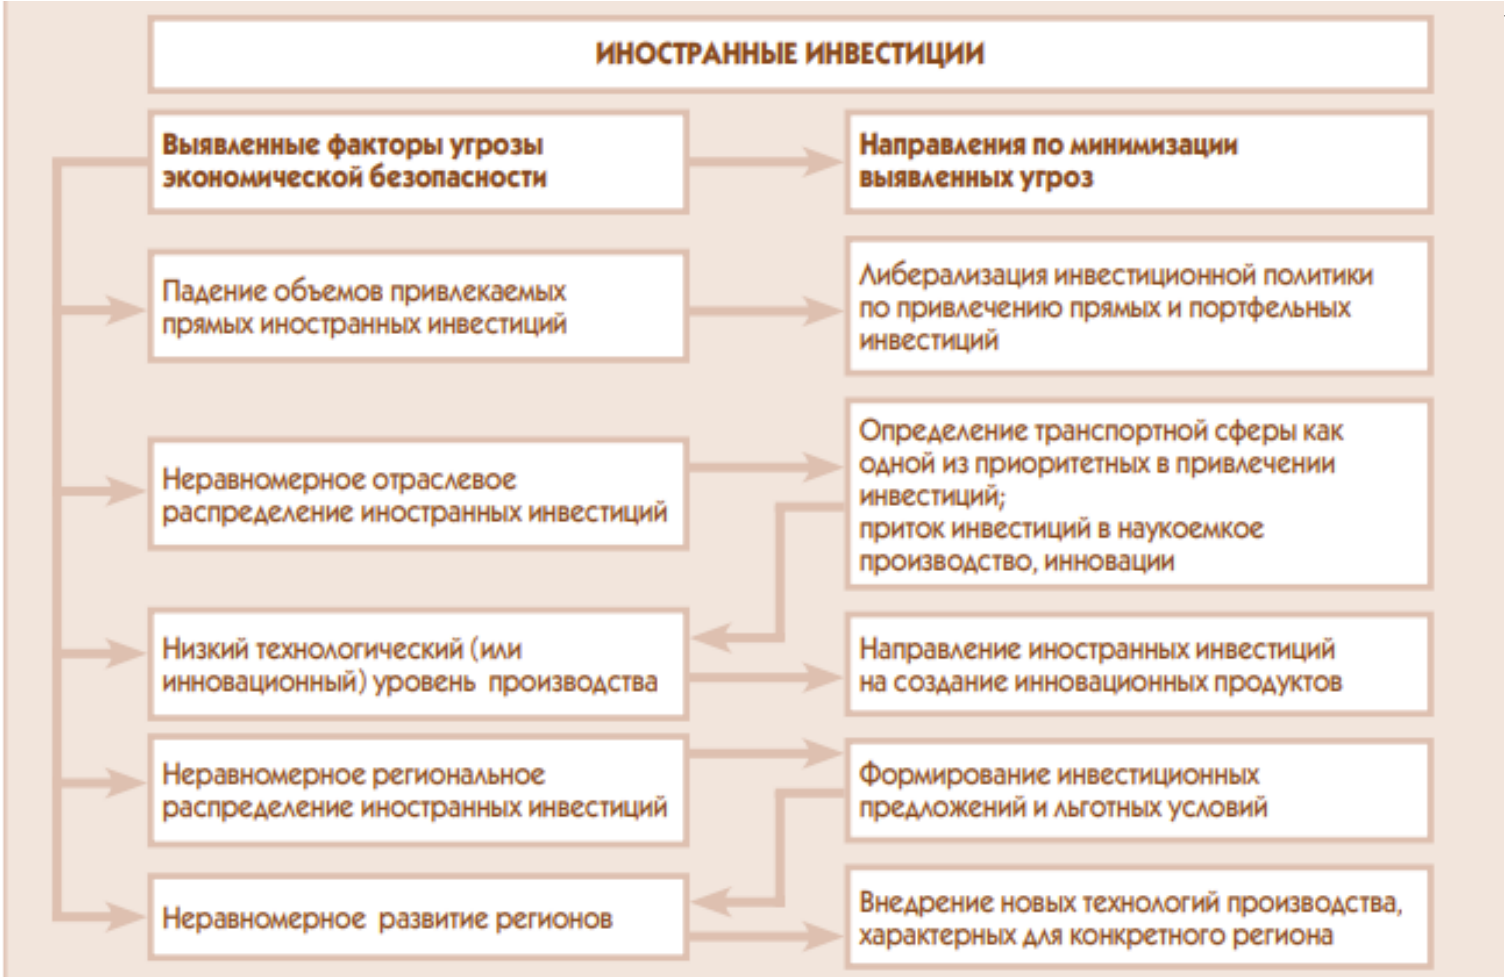 ИНОСТРАННЫЕ ИНВЕСТИЦИИ
Выявленные факторы угрозы
экономической безопасности
Направления по минимизации
выявленных угроз
Падение объемов привлекаемых
прямых иностранных инвестиций
Либерализация инвестиционной политики
по привлечению прямых и портфельных
инвестиций
Неравномерное отраслевое
распределение иностранных инвестиций
Определение транспортной сферы как
одной из приоритетных в привлечении
инвестиций;
приток инвестиций в наукоемкое
производство, инновации
Низкий технологический (или
инновационный) уровень производства
Направление иностранных инвестиций
на создание инновационных продуктов
Неравномерное региональное
распределение иностранных инвестиций
Формирование инвестиционных
предложений и льготных условий
Неравномерное развитие регионов
Внедрение новых технологий производства,
характерных для конкретного региона